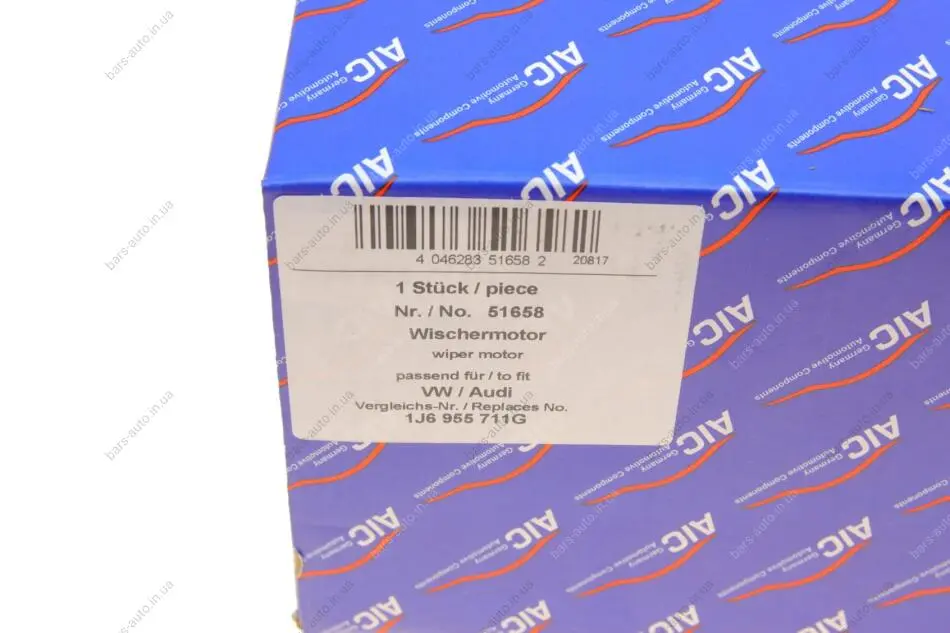 4 046283 51658 2 20817
1 Stück / piece
Nr. / No. 51658
Wischermotor
wiper motor
passend für / to fit
VW / Audi
Vergleichs-Nr. / Replaces No.
1J6 955 711G
AIC
Germany
Automotive Components
bars-auto.in.ua